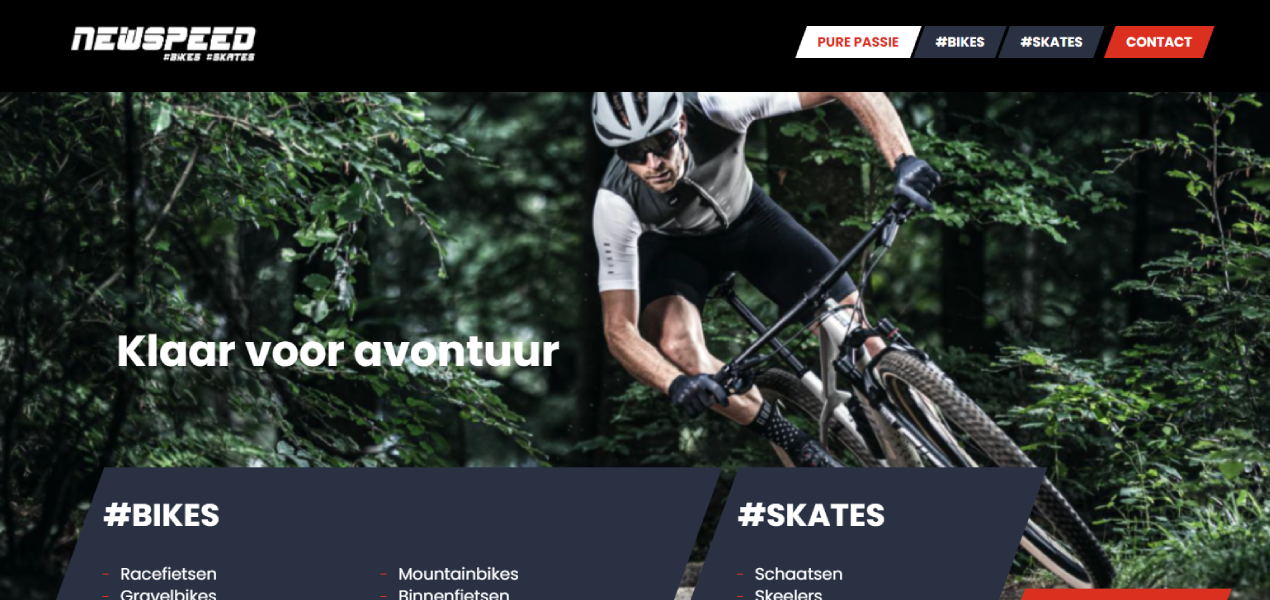 NEWSPEED
#BIKES #SKATES
PURE PASSIE
#BIKES
#SKATES
CONTACT
Klaar voor avontuur
#BIKES
Racefietsen
Mountainbikes
Gravelbikes
Binnenfietsen
#SKATES
Schaatsen
Skeelers